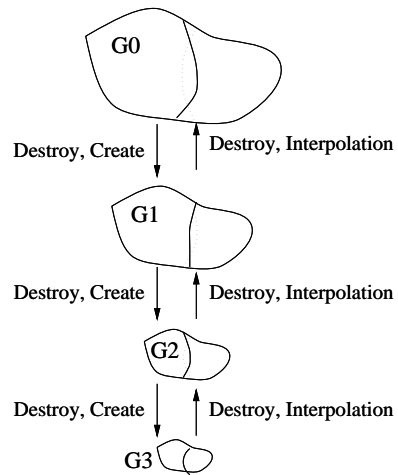 G0
Destroy, Create
Destroy, Interpolation
G1
Destroy, Create
Destroy, Interpolation
G2
Destroy, Create
Destroy, Interpolation
G3